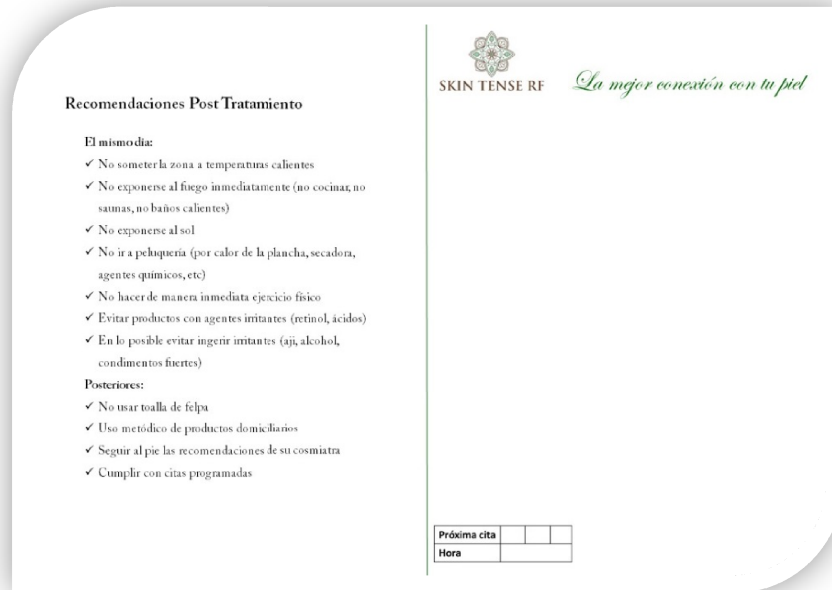 Recomendaciones Post Tratamiento
El mismo día:
✓ No someter la zona a temperaturas calientes
✓ No exponerse al fuego inmediatamente (no cocinar, no
saunas, no baños calientes)
✓ No exponerse al sol
✓ No ir a peluquería (por calor de la plancha, secadora,
agentes químicos, etc)
✓ No hacer de manera inmediata ejercicio físico
✓ Evitar productos con agentes irritantes (retinol, ácidos)
✓ En lo posible evitar ingerir irritantes (aji, alcohol,
condimentos fuertes)
Posteriores:
✓ No usar toalla de felpa
✓ Uso metódico de productos domiciliarios
✓ Seguir al pie las recomendaciones de su cosmiatra
✓ Cumplir con citas programadas
SKIN TENSE RF
La mejor conexión con tu piel
Próxima cita
Hora